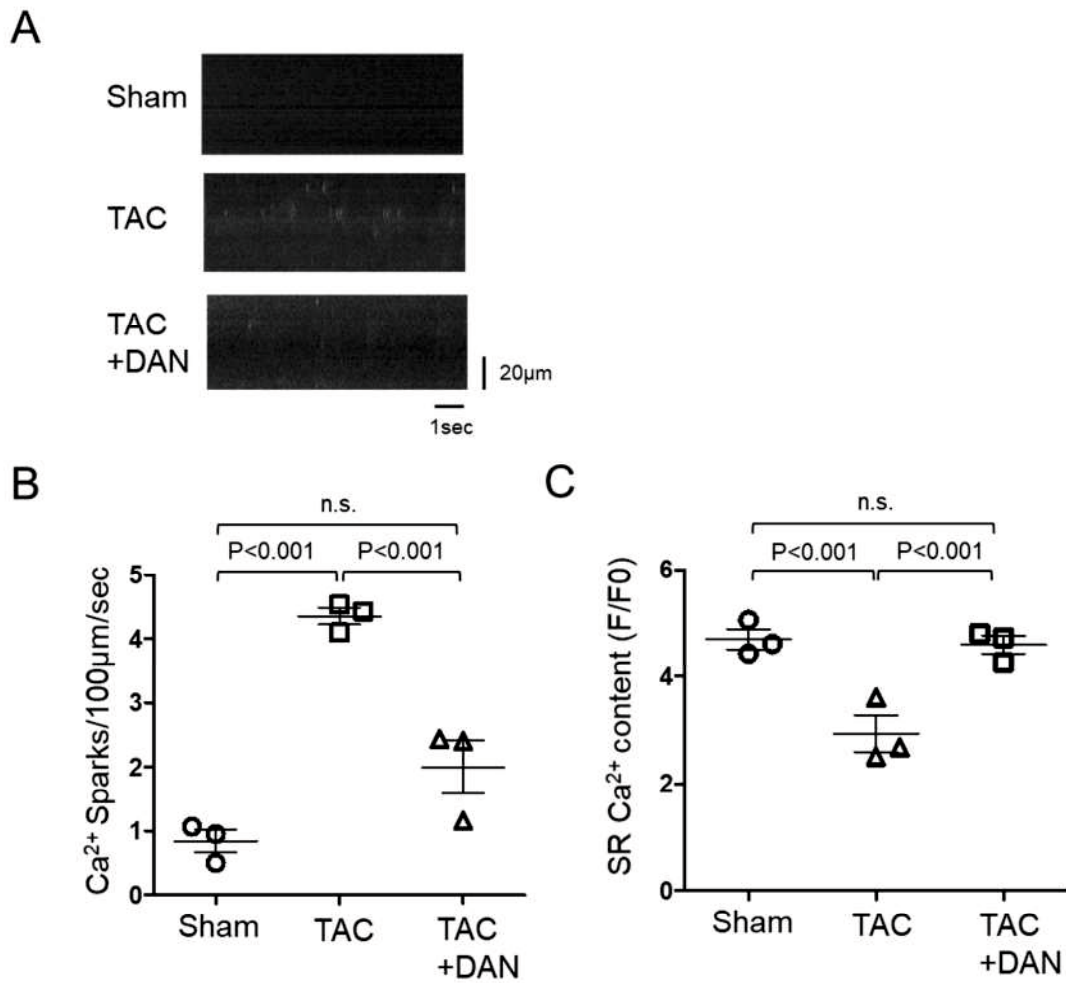 A
Sham
TAC
TAC
+DAN
20μm
1sec
B
n.s.
P<0.001 P<0.001
Ca²⁺ Sparks/100μm/sec
5
4
3
2
1
0
Sham TAC TAC
+DAN
C
n.s.
P<0.001 P<0.001
SR Ca²⁺ content (F/F0)
6
4
2
0
Sham TAC TAC
+DAN